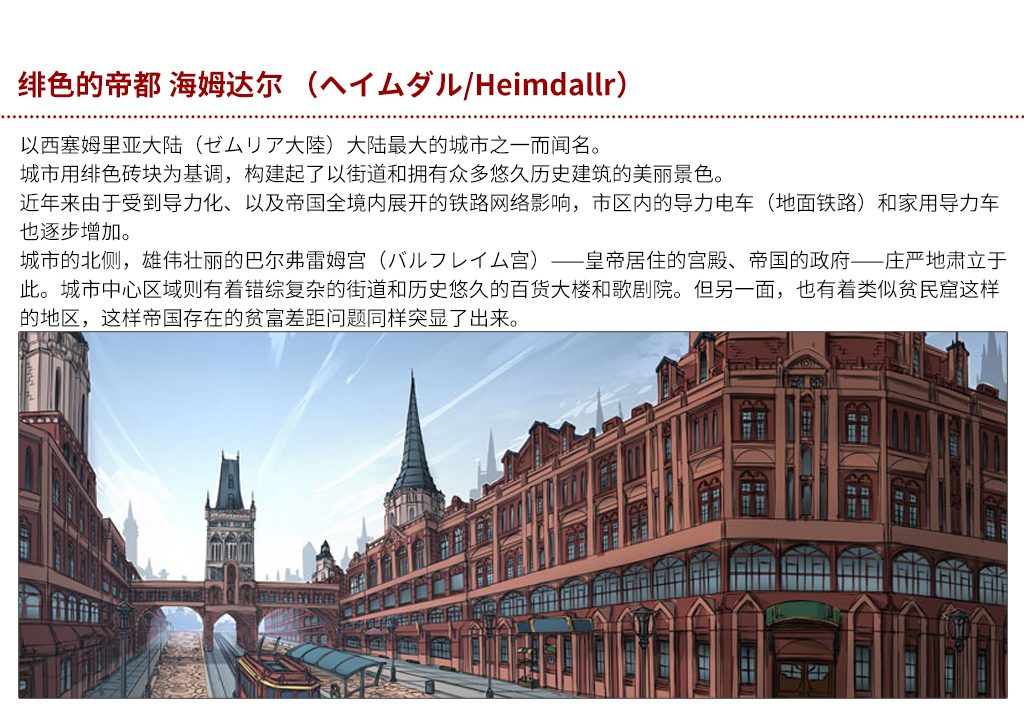 绯色的帝都 海姆达尔 （ヘイムダル/Heimdallr）
以西塞姆里亚大陆（ゼムリア大陸）大陆最大的城市之一而闻名。
城市用绯色砖块为基调，构建起了以街道和拥有众多悠久历史建筑的美丽景色。
近年来由于受到导力化、以及帝国全境内展开的铁路网络影响，市区内的导力电车（地面铁路）和家用导力车
也逐步增加。
城市的北侧，雄伟壮丽的巴尔弗雷姆宫（バルフレイム宫）——皇帝居住的宫殿、帝国的政府——庄严地肃立于
此。城市中心区域则有着错综复杂的街道和历史悠久的百货大楼和歌剧院。但另一面，也有着类似贫民窟这样
的地区，这样帝国存在的贫富差距问题同样突显了出来。